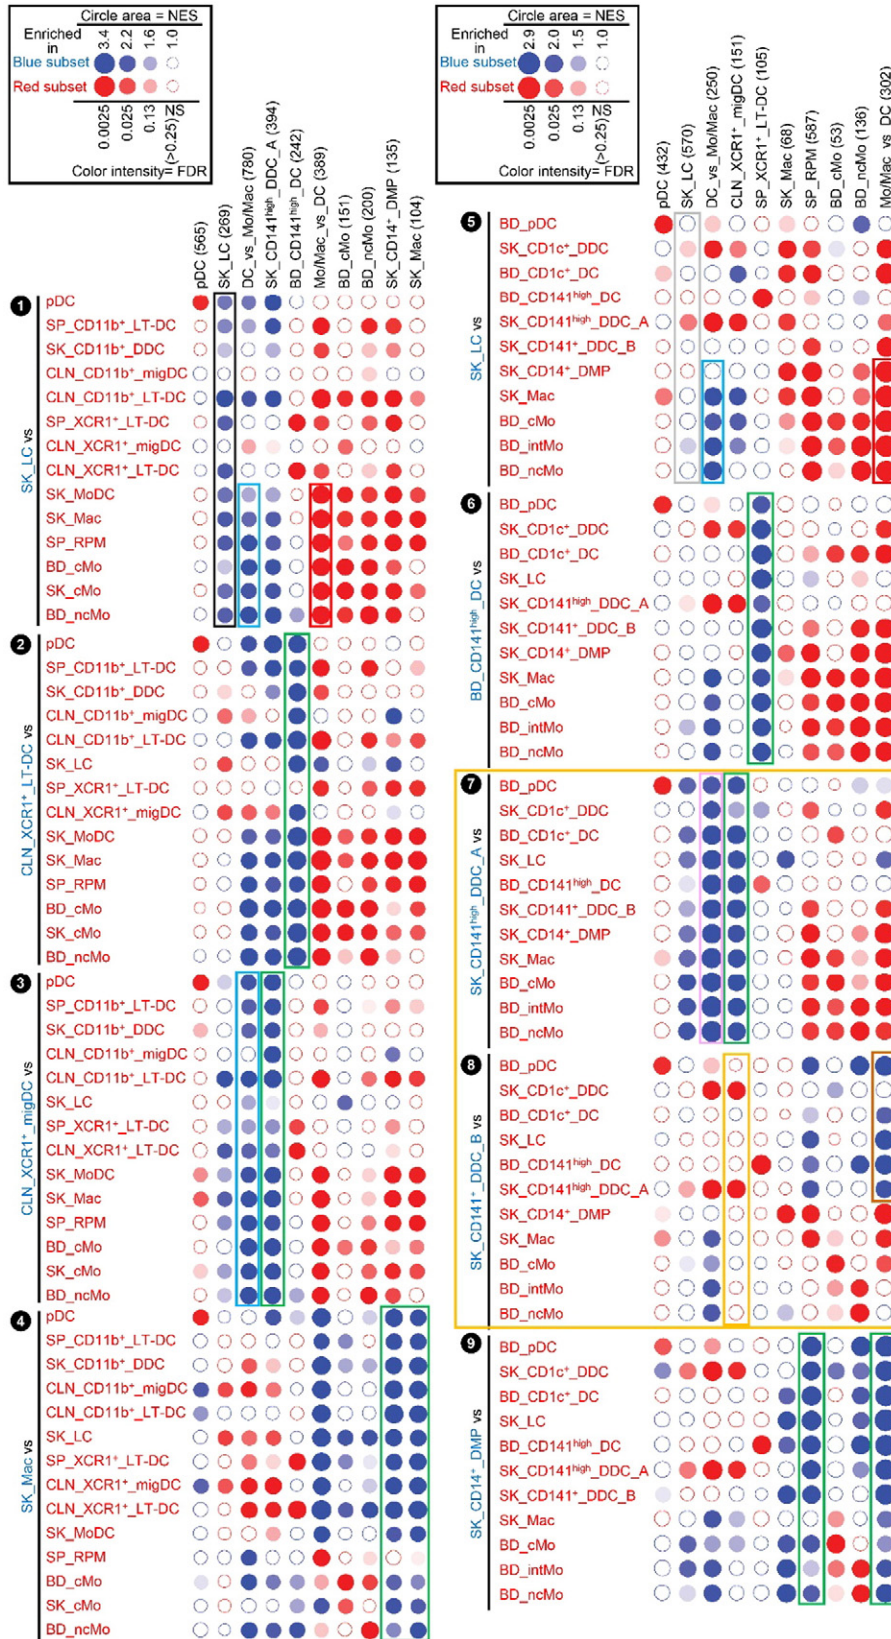 Circle area = NES
Enriched in
3.4
2.2
1.6
1.0
Blue subset
Red subset
0.0025
0.025
0.13
NS (>0.25)
Color intensity= FDR
pDC (565)
SK_LC (269)
DC_vs_Mo/Mac (780)
SK_CD141high_DDC_A (394)
BD_CD141high_DC (242)
Mo/Mac_vs_DC (389)
BD_cMo (151)
BD_ncMo (200)
SK_CD14+_DMP (135)
SK_Mac (104)
1
SK_LC vs
pDC
SP_CD11b+_LT-DC
SK_CD11b+_DDC
CLN_CD11b+_migDC
CLN_CD11b+_LT-DC
SP_XCR1+_LT-DC
CLN_XCR1+_migDC
CLN_XCR1+_LT-DC
SK_MoDC
SK_Mac
SP_RPM
BD_cMo
SK_cMo
BD_ncMo
2
CLN_XCR1+_LT-DC vs
pDC
SP_CD11b+_LT-DC
SK_CD11b+_DDC
CLN_CD11b+_migDC
CLN_CD11b+_LT-DC
SK_LC
SP_XCR1+_LT-DC
CLN_XCR1+_migDC
SK_MoDC
SK_Mac
SP_RPM
BD_cMo
SK_cMo
BD_ncMo
3
CLN_XCR1+_migDC vs
pDC
SP_CD11b+_LT-DC
SK_CD11b+_DDC
CLN_CD11b+_migDC
CLN_CD11b+_LT-DC
SK_LC
SP_XCR1+_LT-DC
CLN_XCR1+_LT-DC
SK_MoDC
SK_Mac
SP_RPM
BD_cMo
SK_cMo
BD_ncMo
4
SK_Mac vs
pDC
SP_CD11b+_LT-DC
SK_CD11b+_DDC
CLN_CD11b+_migDC
CLN_CD11b+_LT-DC
SK_LC
SP_XCR1+_LT-DC
CLN_XCR1+_migDC
CLN_XCR1+_LT-DC
SK_MoDC
SP_RPM
BD_cMo
SK_cMo
BD_ncMo
Circle area = NES
Enriched in
2.9
2.0
1.5
1.0
Blue subset
Red subset
0.0025
0.025
0.13
NS (>0.25)
Color intensity= FDR
pDC (432)
SK_LC (570)
DC_vs_Mo/Mac (250)
CLN_XCR1+_migDC (151)
SP_XCR1+_LT-DC (105)
SK_Mac (68)
SP_RPM (587)
BD_cMo (53)
BD_ncMo (136)
Mo/Mac_vs_DC (302)
5
SK_LC vs
BD_pDC
SK_CD1c+_DDC
BD_CD1c+_DC
BD_CD141high_DC
SK_CD141high_DDC_A
SK_CD141+_DDC_B
SK_CD14+_DMP
SK_Mac
BD_cMo
BD_intMo
BD_ncMo
6
BD_CD141high_DC vs
BD_pDC
SK_CD1c+_DDC
BD_CD1c+_DC
SK_LC
SK_CD141high_DDC_A
SK_CD141+_DDC_B
SK_CD14+_DMP
SK_Mac
BD_cMo
BD_intMo
BD_ncMo
7
SK_CD141high_DDC_A vs
BD_pDC
SK_CD1c+_DDC
BD_CD1c+_DC
SK_LC
BD_CD141high_DC
SK_CD141+_DDC_B
SK_CD14+_DMP
SK_Mac
BD_cMo
BD_intMo
BD_ncMo
8
SK_CD141+_DDC_B vs
BD_pDC
SK_CD1c+_DDC
BD_CD1c+_DC
SK_LC
BD_CD141high_DC
SK_CD141high_DDC_A
SK_CD14+_DMP
SK_Mac
BD_cMo
BD_intMo
BD_ncMo
9
SK_CD14+_DMP vs
BD_pDC
SK_CD1c+_DDC
BD_CD1c+_DC
SK_LC
BD_CD141high_DC
SK_CD141high_DDC_A
SK_CD141+_DDC_B
SK_Mac
BD_cMo
BD_intMo
BD_ncMo